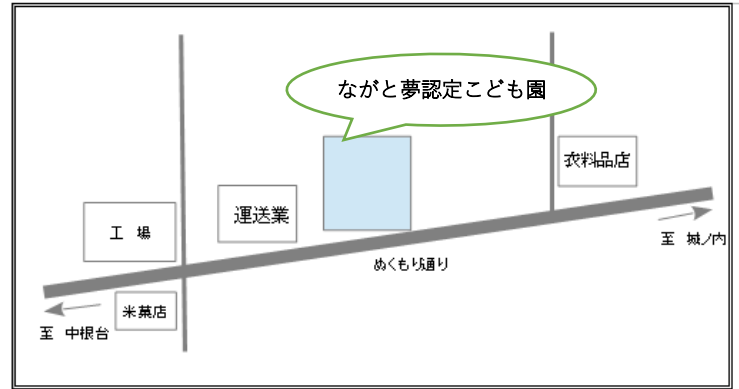 ながと夢認定こども園
衣料品店
運送業
工 場
至 城ノ内
ぬくもり通り
米菓店
至 中根台